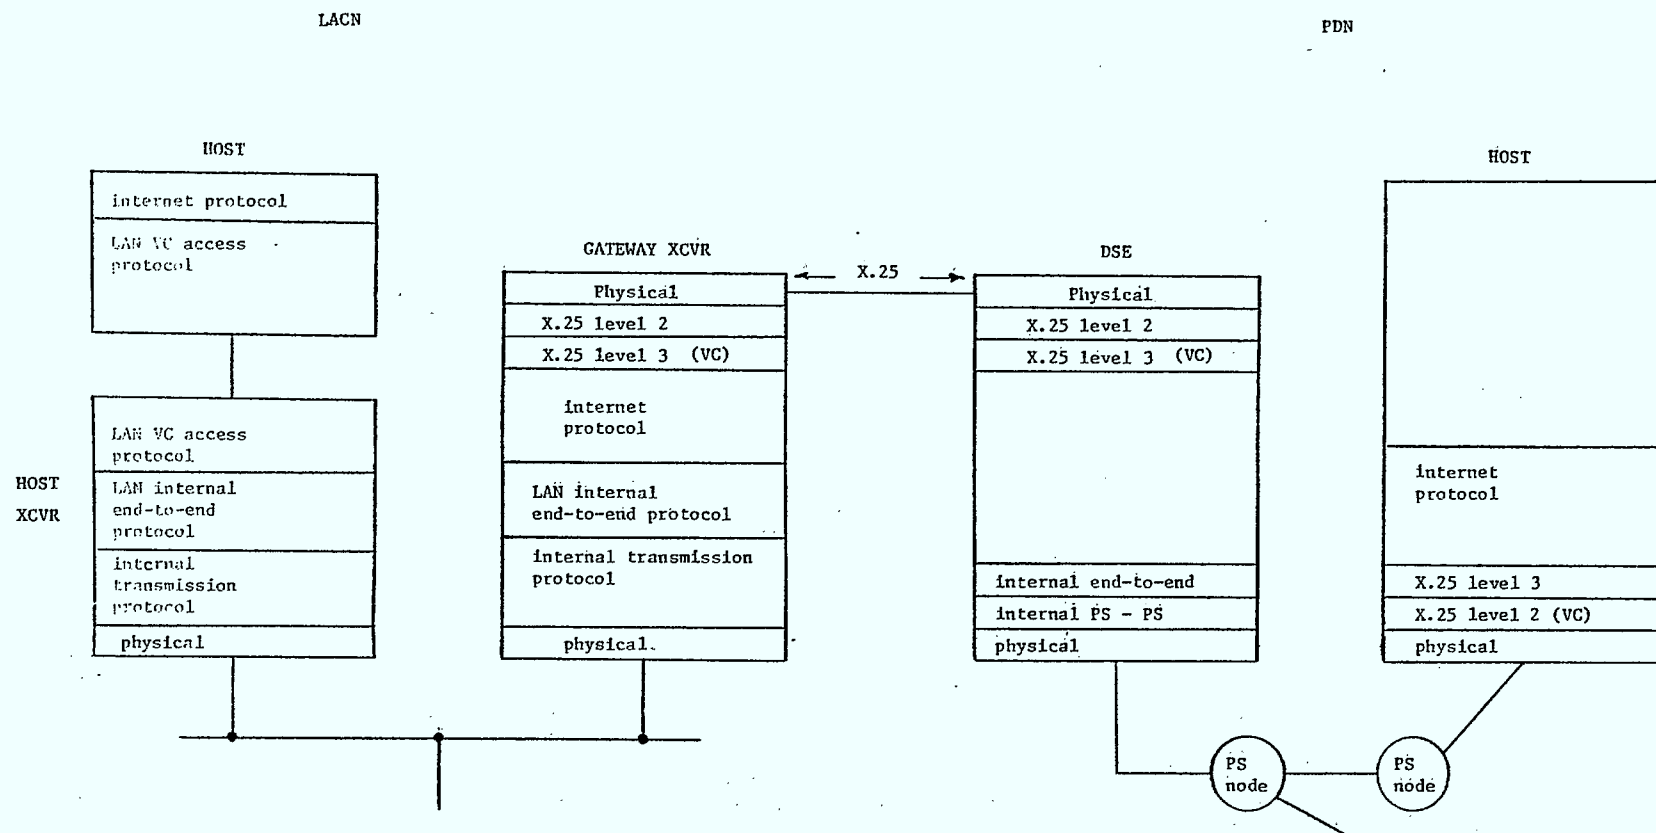 LACN
PDN
HOST
internet protocol
LAN VC access
protocol
HOST
XCVR
LAN VC access
protocol
LAN internal
end-to-end
protocol
internal
transmission
protocol
physical
GATEWAY XCVR
Physical
X.25 level 2
X.25 level 3 (VC)
internet
protocol
LAN internal
end-to-end protocol
internal transmission
protocol
physical
X.25
DSE
Physical
X.25 level 2
X.25 level 3 (VC)
internal end-to-end
internal PS - PS
physical
HOST
internet
protocol
X.25 level 3
X.25 level 2 (VC)
physical
PS
node
PS
node